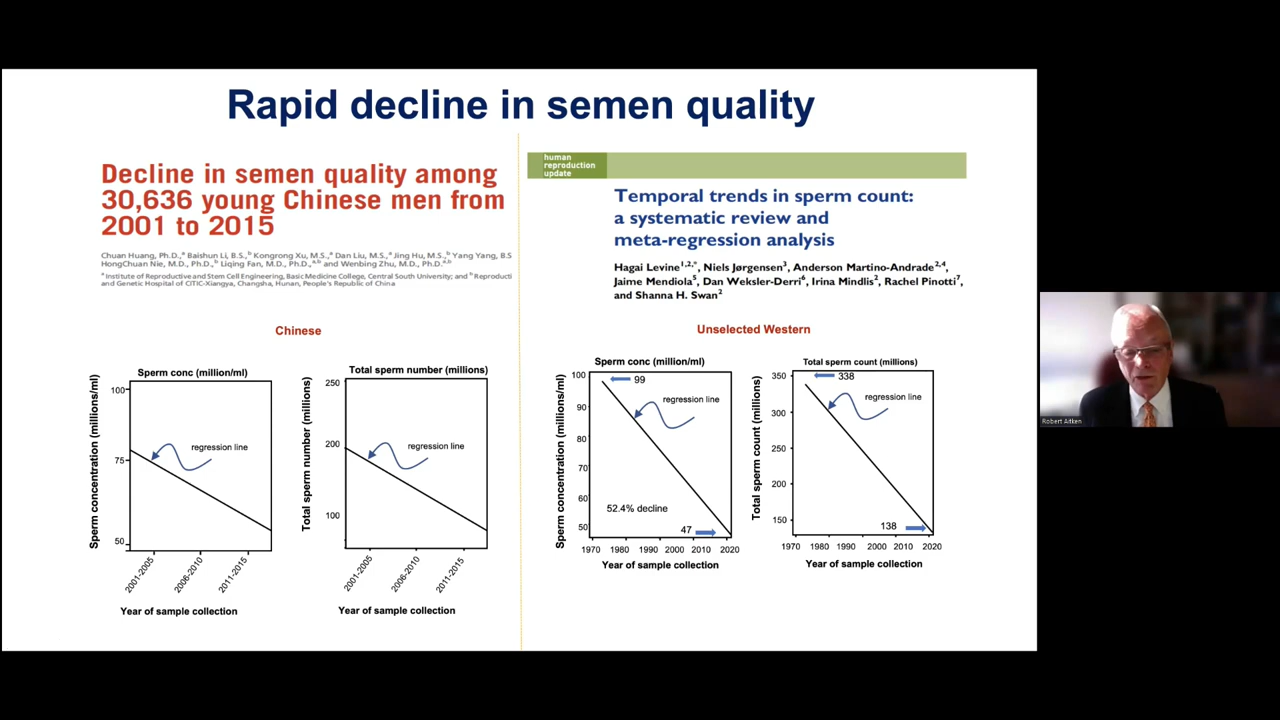 Rapid decline in semen quality
Decline in semen quality among
30,636 young Chinese men from
2001 to 2015
Chuan Huang, Ph.D.,ᵃ Baishun Li, B.S.,ᵇ Kongrong Xu, M.S.,ᵃ Dan Liu, M.S.,ᵃ Jing Hu, M.S.,ᵇ Yang Yang, B.S
HongChuan Nie, M.D., Ph.D.,ᵇ Liqing Fan, M.D., Ph.D.,ᵃ,ᵇ and Wenbing Zhu, M.D., Ph.D.ᵃ,ᵇ
ᵃ Institute of Reproductive and Stem Cell Engineering, Basic Medicine College, Central South University; and ᵇ Reproducti
and Genetic Hospital of CITIC-Xiangya, Changsha, Hunan, People's Republic of China
human
reproduction
update
Temporal trends in sperm count:
a systematic review and
meta-regression analysis
Hagai Levine¹,²,*, Niels Jørgensen³, Anderson Martino-Andrade²,⁴,
Jaime Mendiola⁵, Dan Weksler-Derri⁶, Irina Mindlis², Rachel Pinotti⁷,
and Shanna H. Swan²
Chinese
Sperm conc (million/ml)
Sperm concentration (millions/ml)
100
75
50
regression line
2001-2005
2006-2010
2011-2015
Year of sample collection
Total sperm number (millions)
Total sperm number (millions)
250
200
100
regression line
2001-2005
2006-2010
2011-2015
Year of sample collection
Unselected Western
Sperm conc (million/ml)
Sperm concentration (millions/ml)
100
90
80
70
60
50
99
regression line
52.4% decline
47
1970 1980 1990 2000 2010 2020
Year of sample collection
Total sperm count (millions)
Total sperm count (millions)
350
300
250
200
150
338
regression line
138
1970 1980 1990 2000 2010 2020
Year of sample collection
Robert Aitken